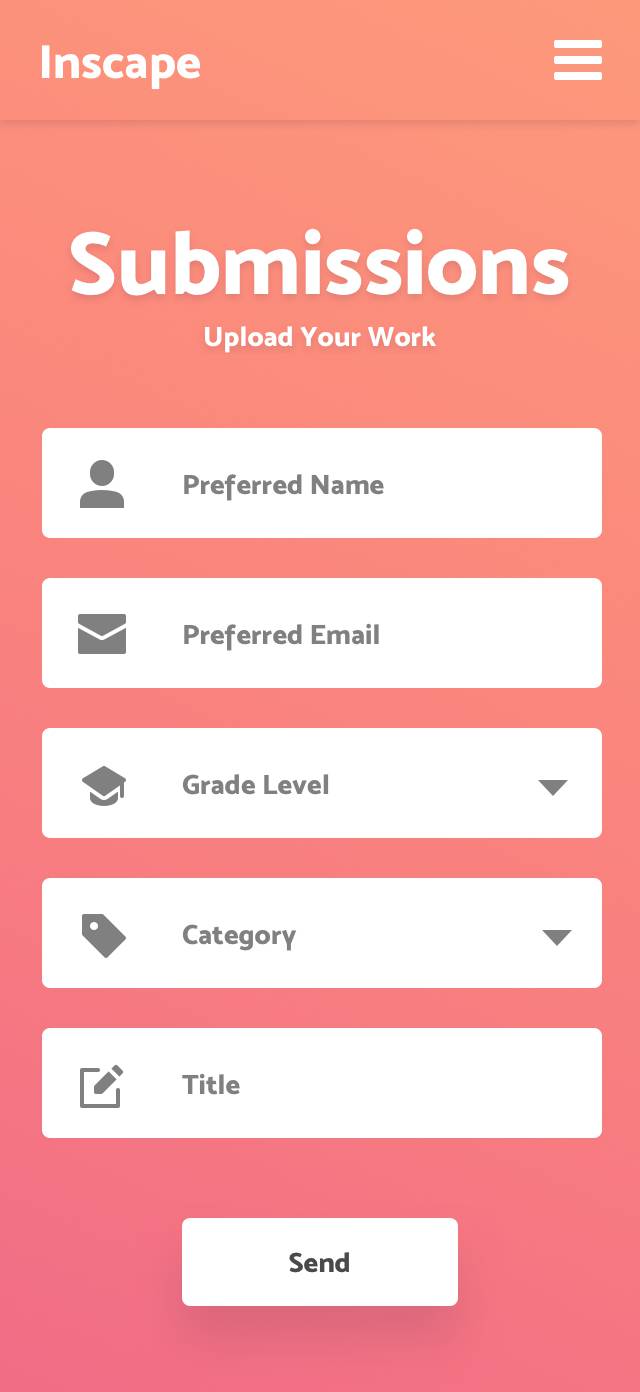 Inscape
Submissions
Upload Your Work
Preferred Name
Preferred Email
Grade Level
Category
Title
Send